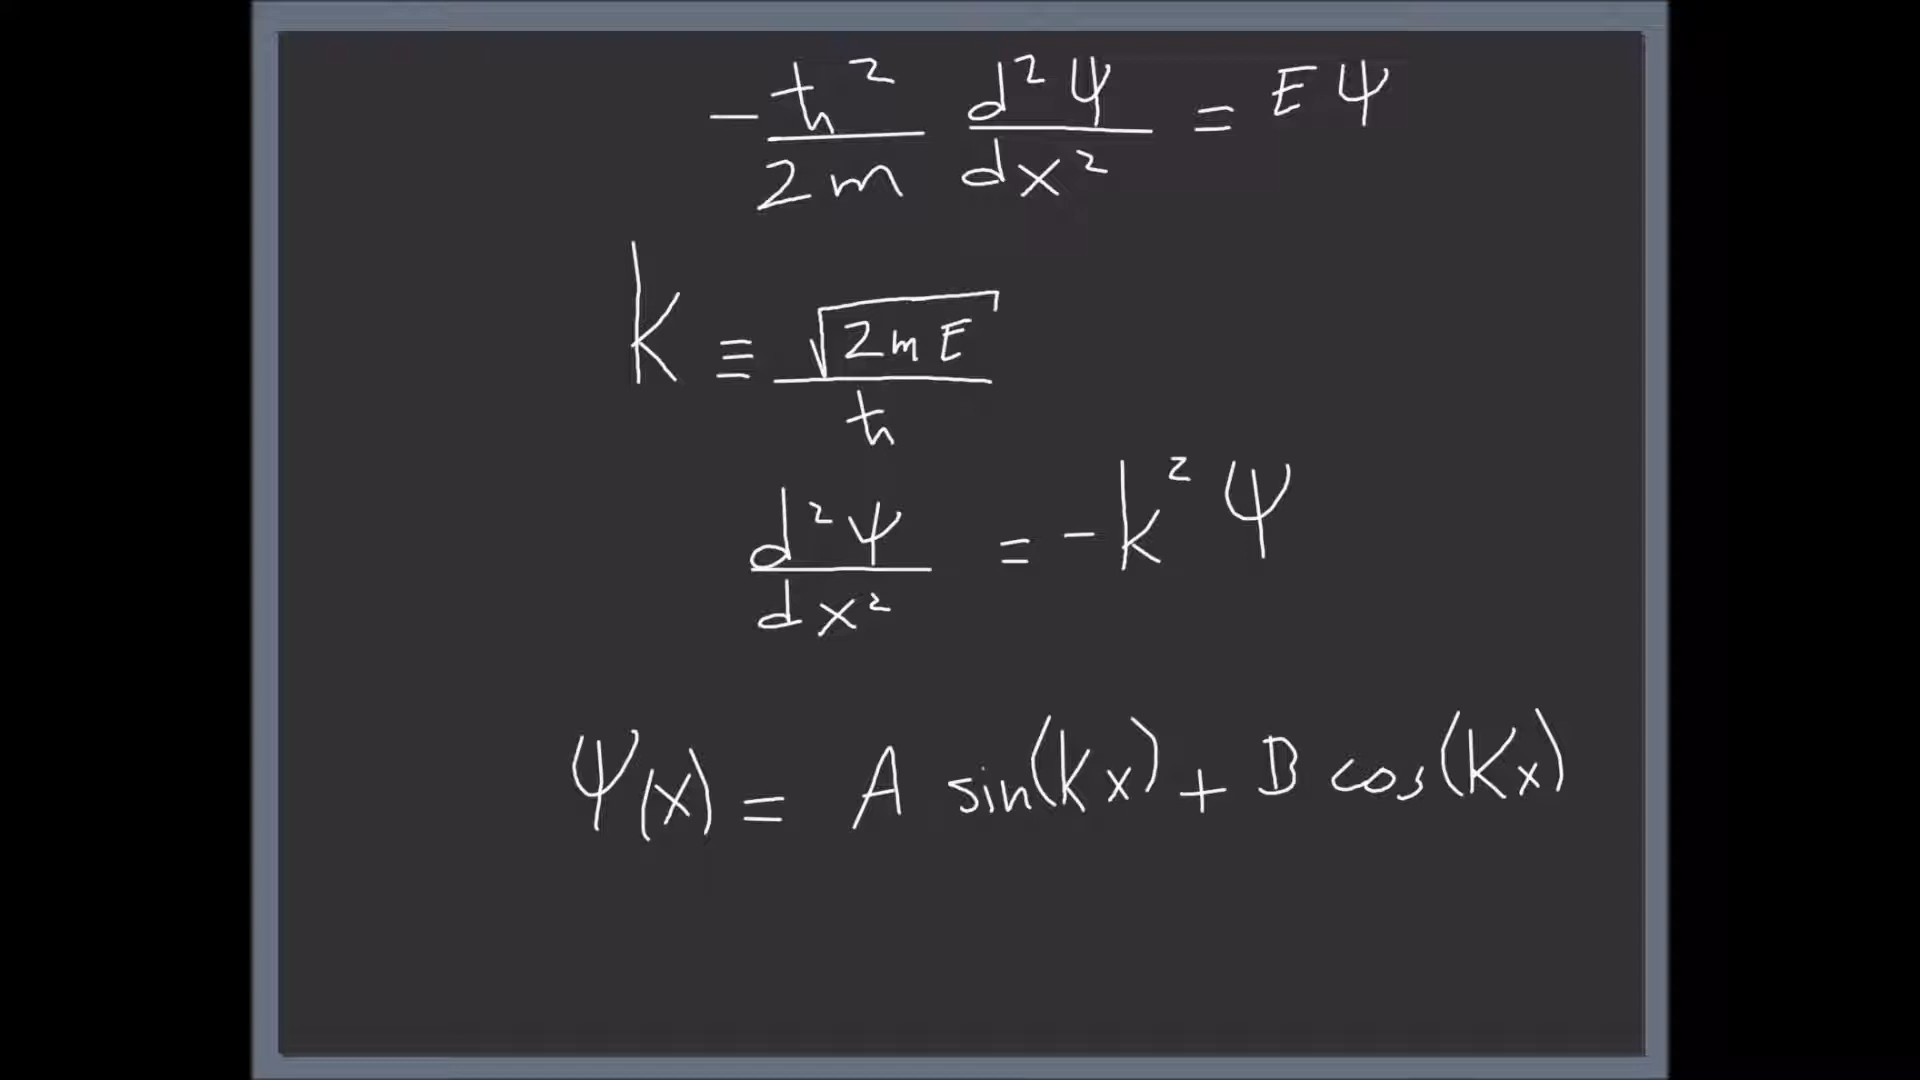 -ħ²/2m d²ψ/dx² = Eψ
k ≡ √2mE/ħ
d²ψ/dx² = -k²ψ
ψ(x) = A sin(kx) + B cos(kx)